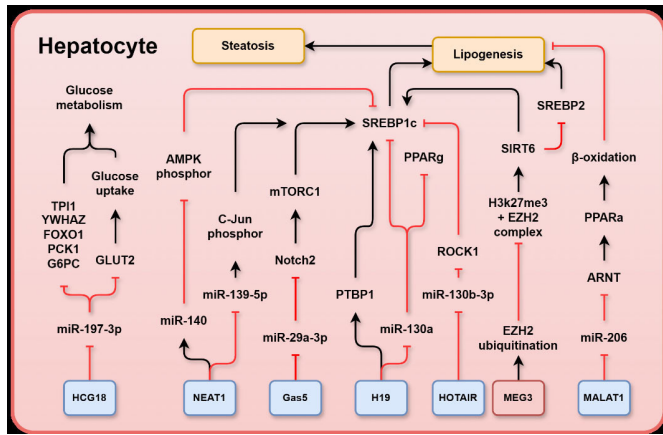 Hepatocyte
Steatosis
Lipogenesis
Glucose
metabolism
SREBP2
AMPK
phosphor
SREBP1c
SIRT6
PPARg
β-oxidation
Glucose
uptake
mTORC1
TPI1
YWHAZ
FOXO1
PCK1
G6PC
C-Jun
phosphor
H3k27me3
+ EZH2
complex
PPARa
GLUT2
Notch2
ROCK1
ARNT
miR-139-5p
PTBP1
miR-130b-3p
miR-197-3p
miR-140
miR-29a-3p
miR-130a
EZH2
ubiquitination
miR-206
HCG18
NEAT1
Gas5
H19
HOTAIR
MEG3
MALAT1